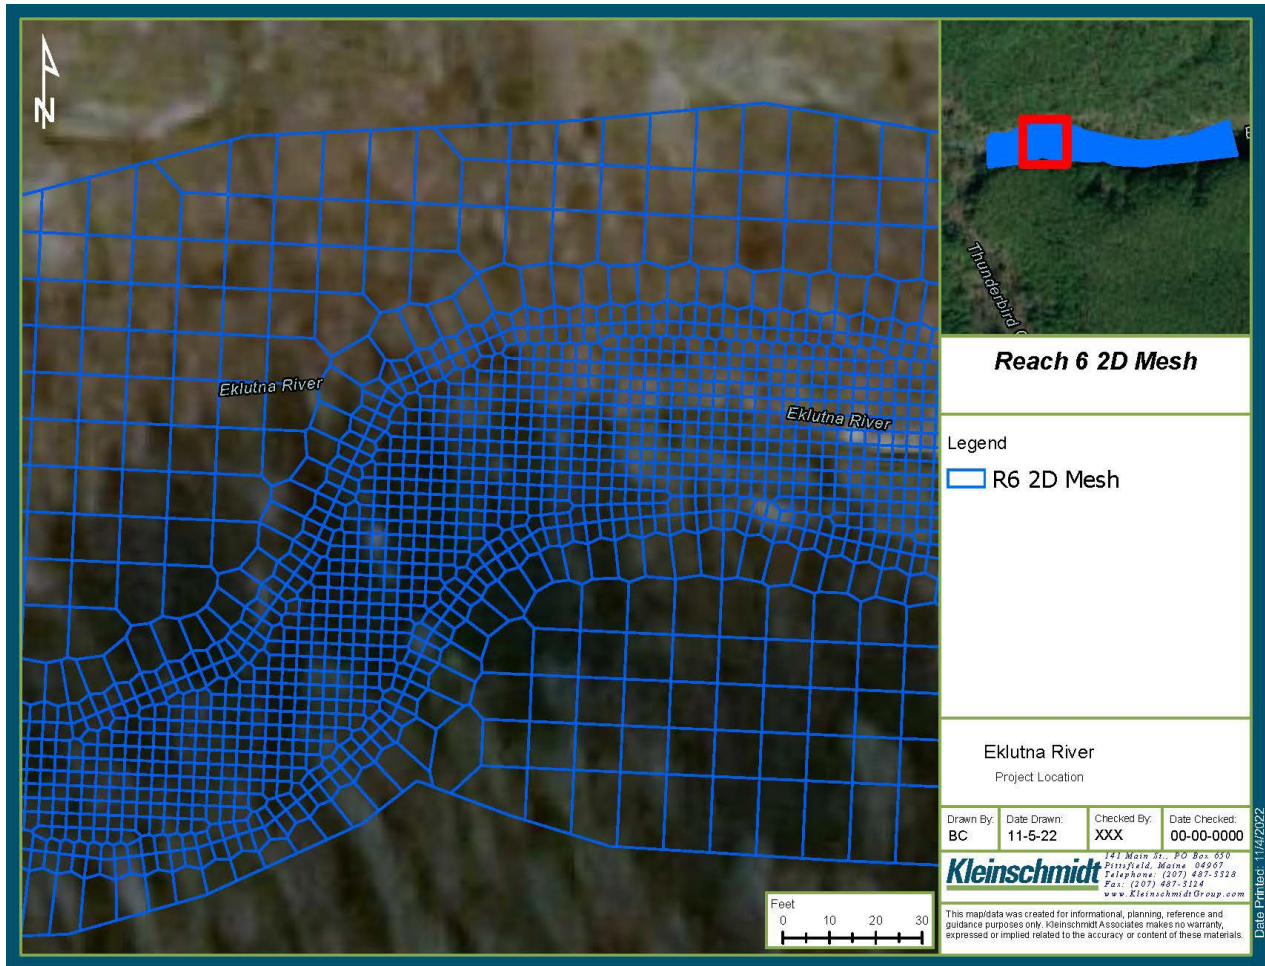 N
Eklutna River
Eklutna River
Thunderbird
Reach 6 2D Mesh
Legend
R6 2D Mesh
Eklutna River
Project Location
Drawn By: Date Drawn: Checked By: Date Checked:
BC 11-5-22 XXX 00-00-0000
Kleinschmidt
141 Main St., PO Box 650
Pittsfield, Maine 04967
Telephone: (207) 487-3328
Fax: (207) 487-3124
www.KleinschmidtGroup.com
This map/data was created for informational, planning, reference and
guidance purposes only. Kleinschmidt Associates makes no warranty,
expressed or implied related to the accuracy or content of these materials.
Feet
0 10 20 30
Date Printed: 11/4/2022